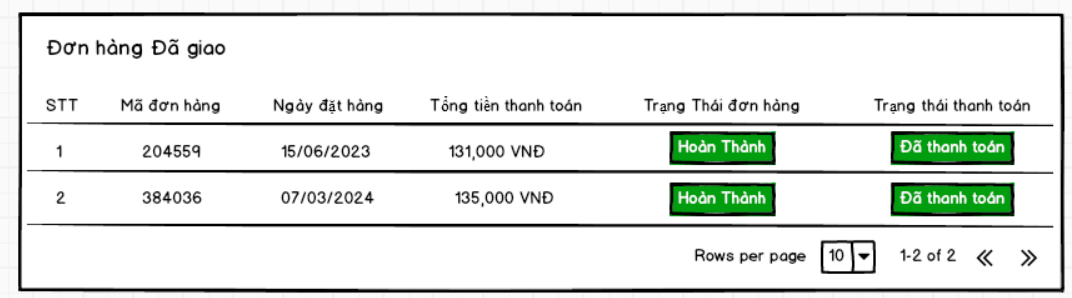 Đơn hàng Đã giao
STT Mã đơn hàng Ngày đặt hàng Tổng tiền thanh toán Trạng Thái đơn hàng Trạng thái thanh toán
1 204559 15/06/2023 131,000 VNĐ Hoàn Thành Đã thanh toán
2 384036 07/03/2024 135,000 VNĐ Hoàn Thành Đã thanh toán
Rows per page 10 1-2 of 2